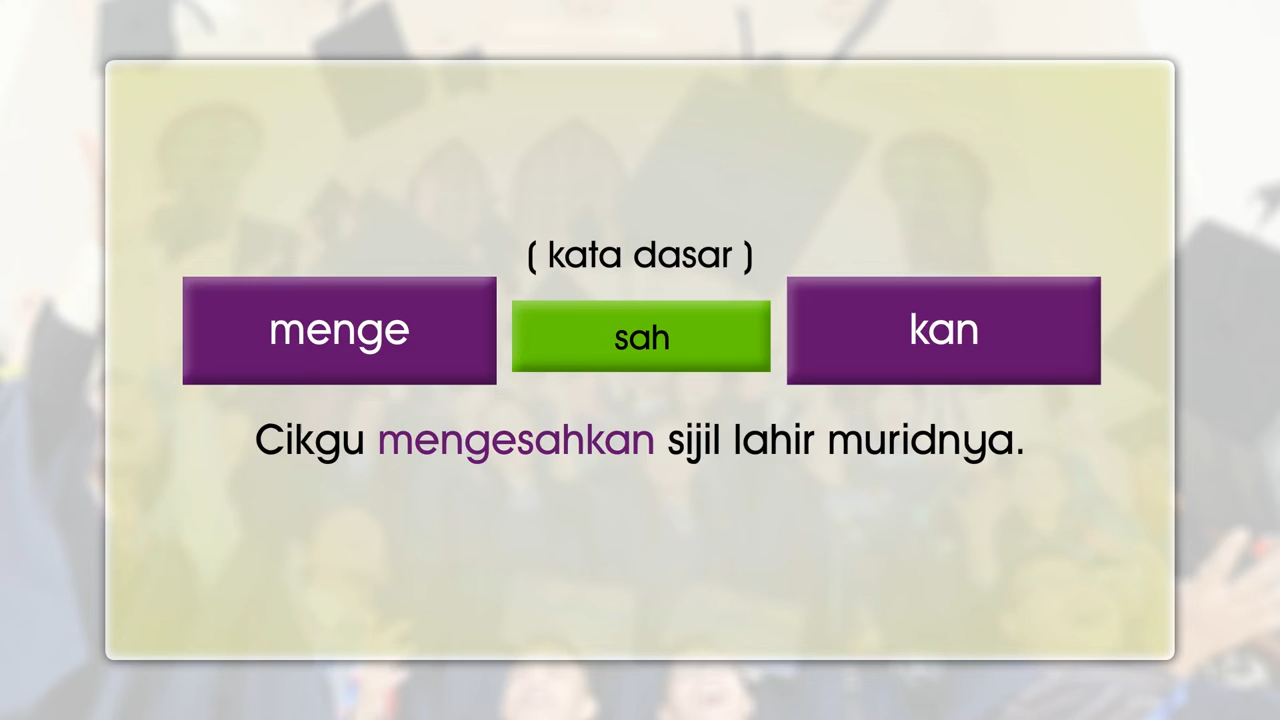 ( kata dasar )
menge sah kan
Cikgu mengesahkan sijil lahir muridnya.